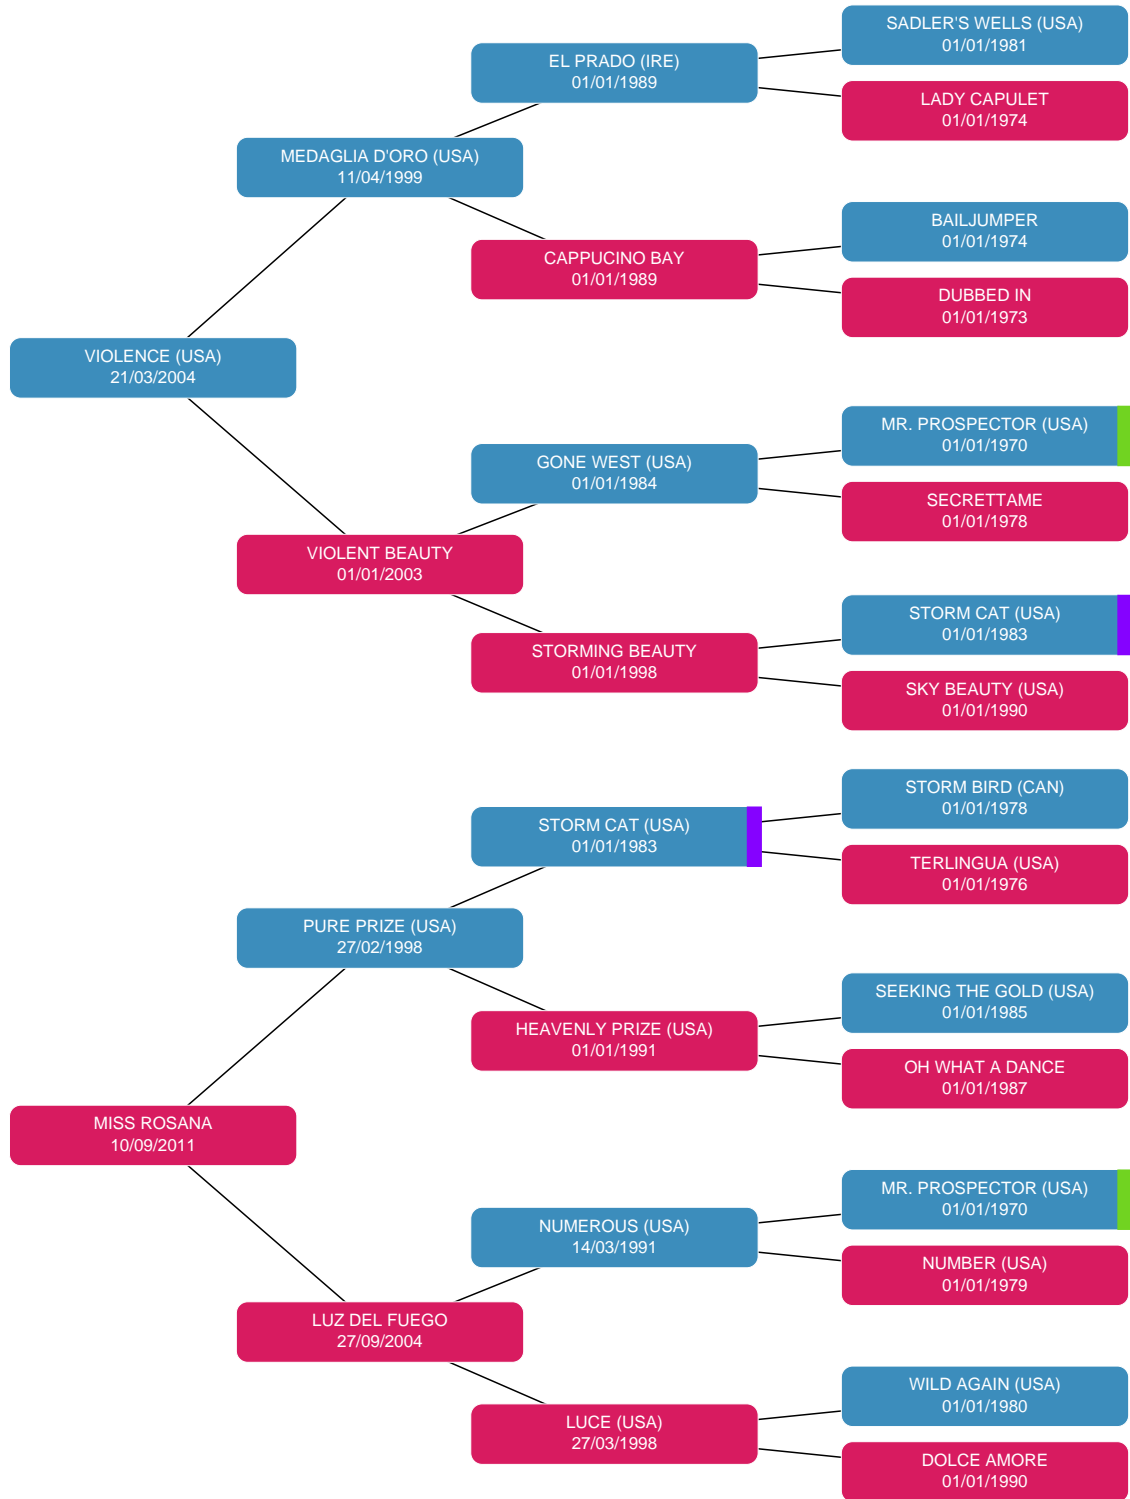 SADLER'S WELLS (USA)
01/01/1981
EL PRADO (IRE)
01/01/1989
LADY CAPULET
01/01/1974
MEDAGLIA D'ORO (USA)
11/04/1999
BAILJUMPER
01/01/1974
CAPPUCINO BAY
01/01/1989
DUBBED IN
01/01/1973
VIOLENCE (USA)
21/03/2004
MR. PROSPECTOR (USA)
01/01/1970
GONE WEST (USA)
01/01/1984
SECRETTAME
01/01/1978
VIOLENT BEAUTY
01/01/2003
STORM CAT (USA)
01/01/1983
STORMING BEAUTY
01/01/1998
SKY BEAUTY (USA)
01/01/1990
STORM BIRD (CAN)
01/01/1978
STORM CAT (USA)
01/01/1983
TERLINGUA (USA)
01/01/1976
PURE PRIZE (USA)
27/02/1998
SEEKING THE GOLD (USA)
01/01/1985
HEAVENLY PRIZE (USA)
01/01/1991
OH WHAT A DANCE
01/01/1987
MISS ROSANA
10/09/2011
MR. PROSPECTOR (USA)
01/01/1970
NUMEROUS (USA)
14/03/1991
NUMBER (USA)
01/01/1979
LUZ DEL FUEGO
27/09/2004
WILD AGAIN (USA)
01/01/1980
LUCE (USA)
27/03/1998
DOLCE AMORE
01/01/1990